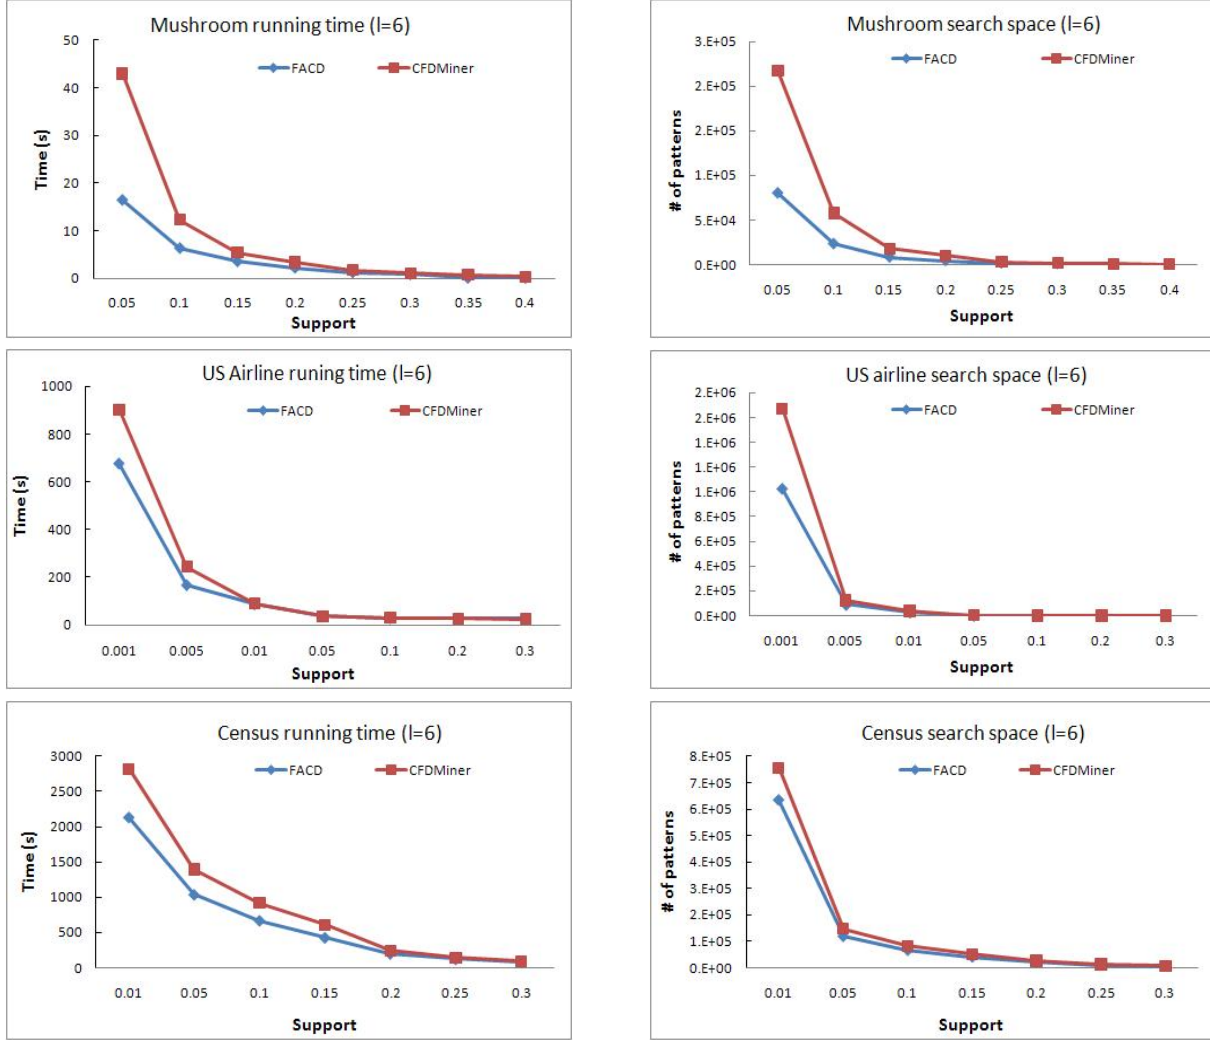 Mushroom running time (l=6)
50
40
30
20
10
0
Time (s)
FACD
CFDMiner
0.05 0.1 0.15 0.2 0.25 0.3 0.35 0.4
Support
Mushroom search space (l=6)
3.E+05
2.E+05
2.E+05
1.E+05
5.E+04
0.E+00
# of patterns
FACD
CFDMiner
0.05 0.1 0.15 0.2 0.25 0.3 0.35 0.4
Support
US Airline runing time (l=6)
1000
800
600
400
200
0
Time (s)
FACD
CFDMiner
0.001 0.005 0.01 0.05 0.1 0.2 0.3
Support
US airline search space (l=6)
2.E+06
2.E+06
1.E+06
1.E+06
1.E+06
8.E+05
6.E+05
4.E+05
2.E+05
0.E+00
# of patterns
FACD
CFDMiner
0.001 0.005 0.01 0.05 0.1 0.2 0.3
Support
Census running time (l=6)
3000
2500
2000
1500
1000
500
0
Time (s)
FACD
CFDMiner
0.01 0.05 0.1 0.15 0.2 0.25 0.3
Support
Census search space (l=6)
8.E+05
7.E+05
6.E+05
5.E+05
4.E+05
3.E+05
2.E+05
1.E+05
0.E+00
# of patterns
FACD
CFDMiner
0.01 0.05 0.1 0.15 0.2 0.25 0.3
Support